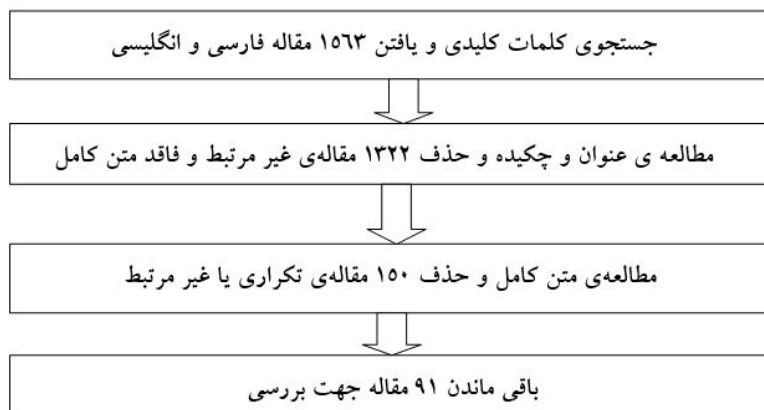 جستجوی کلمات کلیدی و یافتن ۱۵۶۳ مقاله فارسی و انگلیسی
مطالعه ی عنوان و چکیده و حذف ۱۳۲۲ مقاله‌ی غیر مرتبط و فاقد متن کامل
مطالعه‌ی متن کامل و حذف ۱۵۰ مقاله‌ی تکراری یا غیر مرتبط
باقی ماندن ۹۱ مقاله جهت بررسی